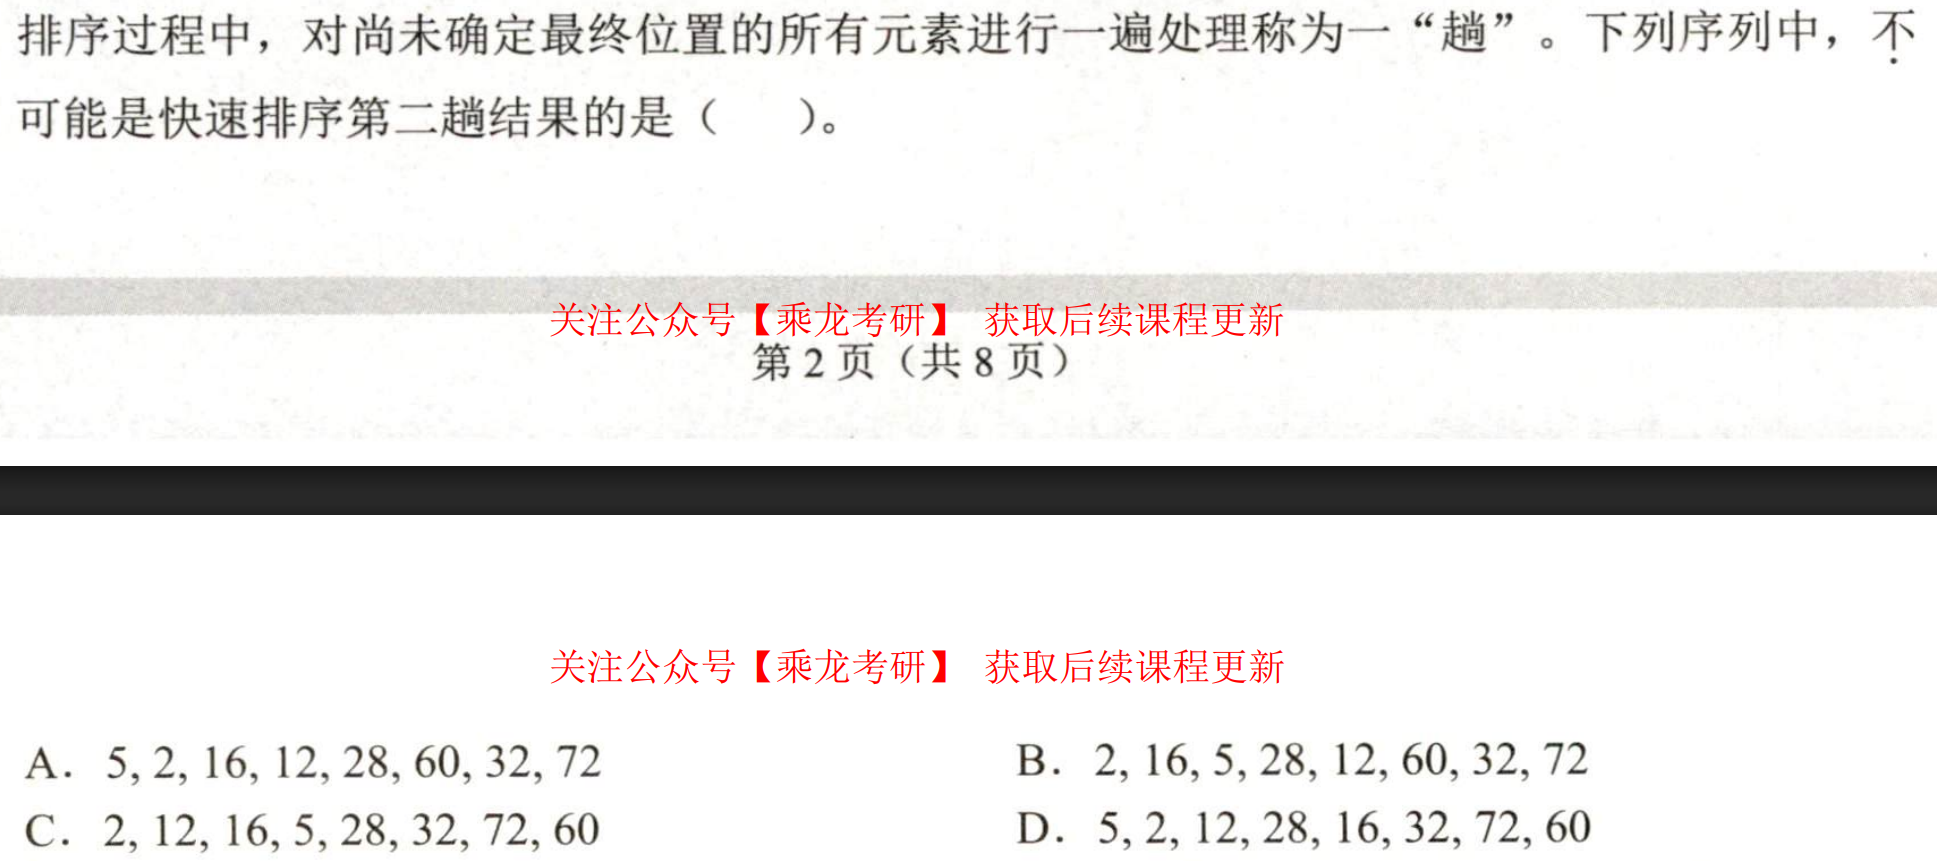 排序过程中，对尚未确定最终位置的所有元素进行一遍处理称为一“趟”。下列序列中，不
可能是快速排序第二趟结果的是（　　）。
关注公众号【乘龙考研】 获取后续课程更新
第 2 页（共 8 页）
关注公众号【乘龙考研】 获取后续课程更新
A．5, 2, 16, 12, 28, 60, 32, 72 B．2, 16, 5, 28, 12, 60, 32, 72
C．2, 12, 16, 5, 28, 32, 72, 60 D．5, 2, 12, 28, 16, 32, 72, 60